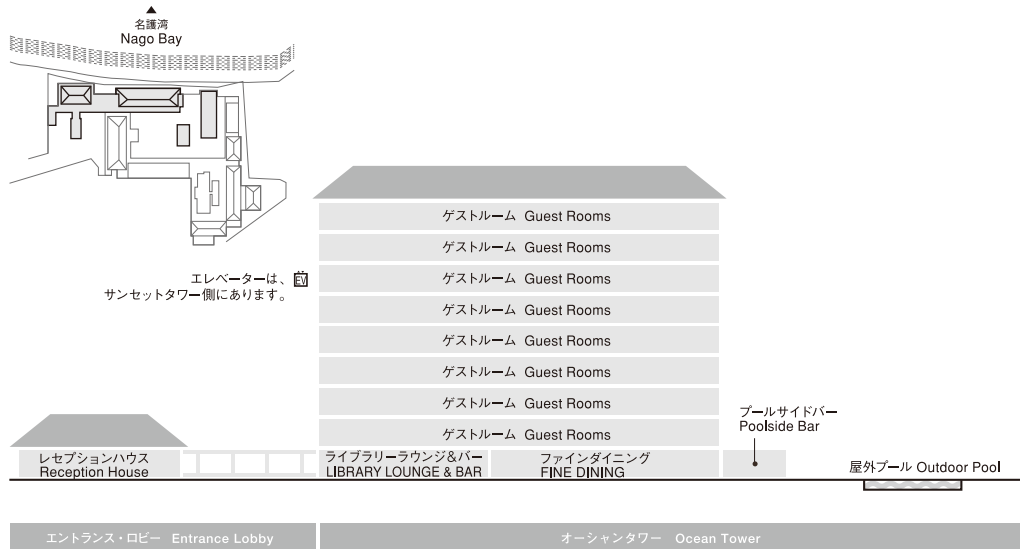 名護湾
Nago Bay
エレベーターは、EV
サンセットタワー側にあります。
ゲストルーム Guest Rooms
ゲストルーム Guest Rooms
ゲストルーム Guest Rooms
ゲストルーム Guest Rooms
ゲストルーム Guest Rooms
ゲストルーム Guest Rooms
ゲストルーム Guest Rooms
ゲストルーム Guest Rooms
プールサイドバー
Poolside Bar
レセプションハウス
Reception House
ライブラリーラウンジ&バー
LIBRARY LOUNGE & BAR
ファインダイニング
FINE DINING
屋外プール Outdoor Pool
エントランス・ロビー Entrance Lobby
オーシャンタワー Ocean Tower